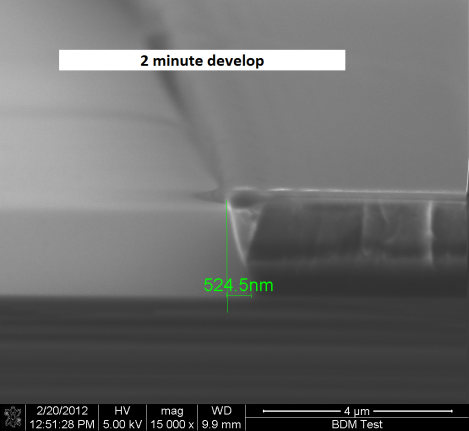 2 minute develop
524.5nm
2/20/2012 HV mag WD 4 µm
12:51:28 PM 5.00 kV 15 000 x 9.9 mm BDM Test